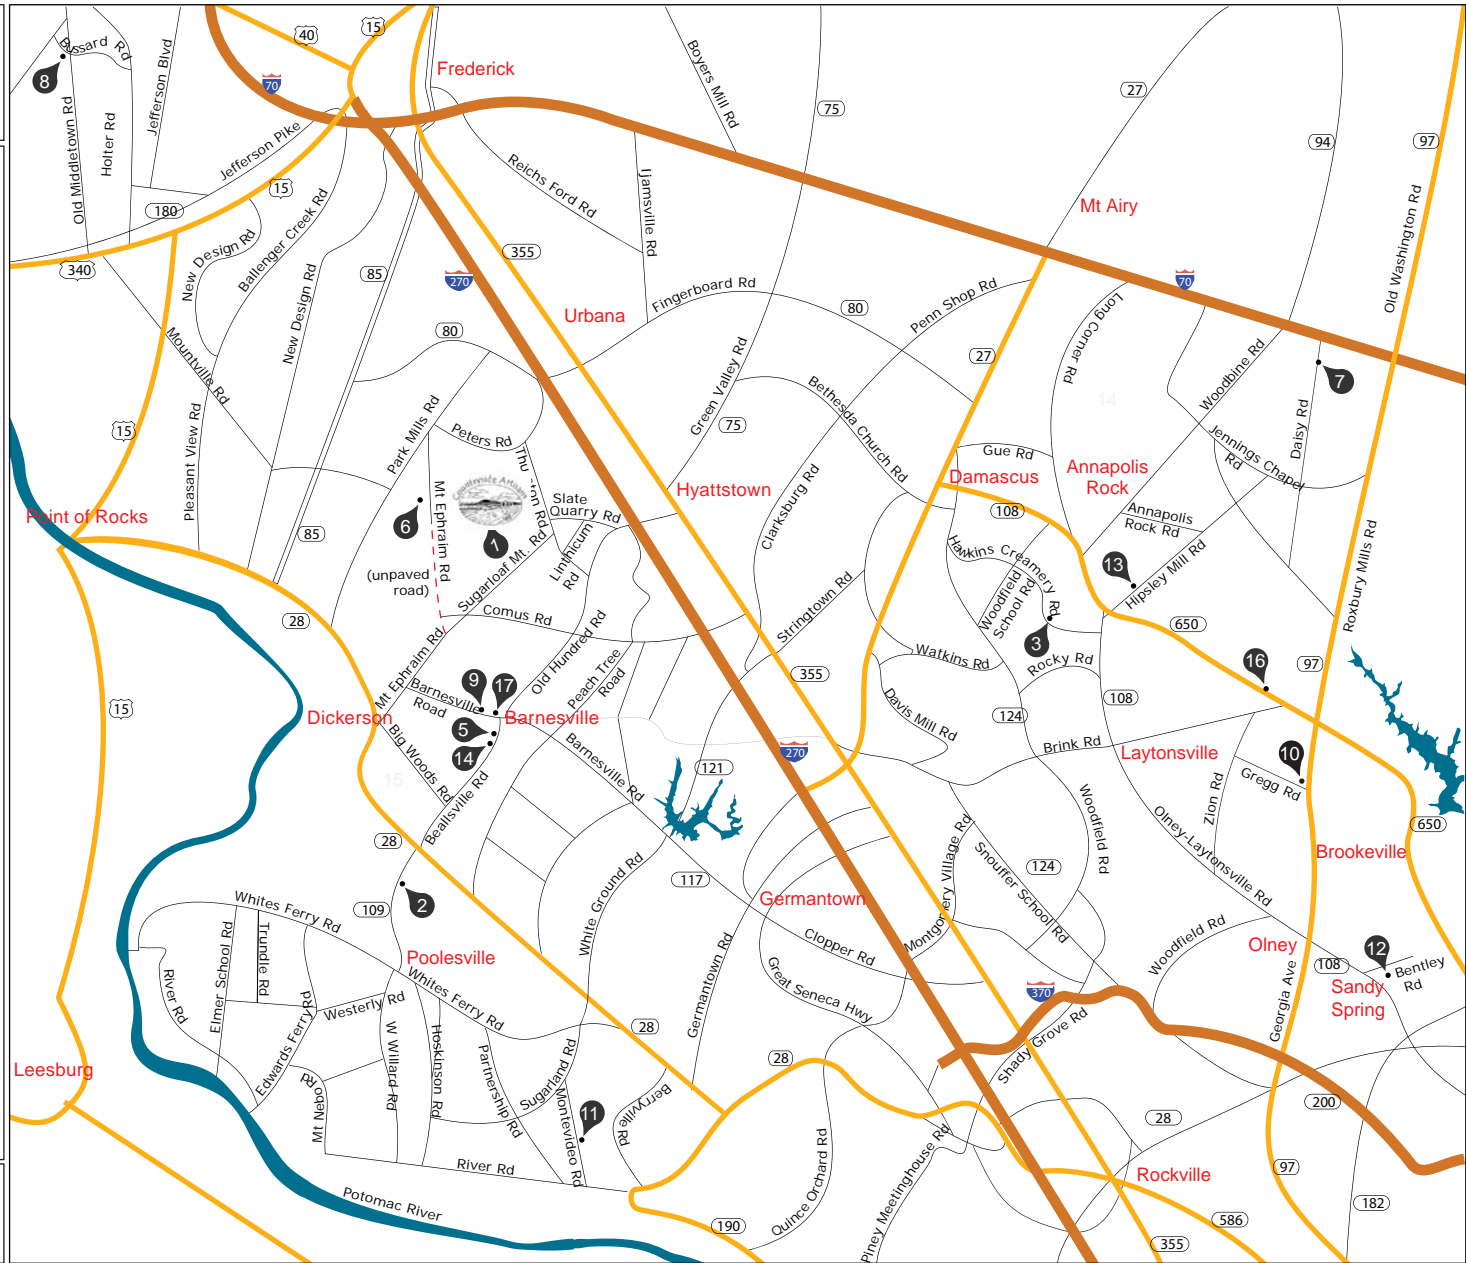 40
15
Bussard Rd
8
70
Frederick
Jefferson Blvd
Boyers Mill Rd
27
75
94
97
Old Middletown Rd
Holter Rd
Jefferson Pike
15
180
Reichs Ford Rd
Ijamsville Rd
Mt Airy
Old Washington Rd
340
New Design Rd
Ballenger Creek Rd
85
355
270
New Design Rd
Urbana
Fingerboard Rd
80
Penn Shop Rd
70
Long Corner Rd
80
Mountville Rd
27
Green Valley Rd
75
Bethesda Church Rd
Woodbine Rd
7
14
Daisy Rd
15
Pleasant View Rd
Park Mills Rd
Peters Rd
Thu
ton Rd
Gue Rd
Jennings Chapel
Rd
Damascus
Annapolis
Rock
Hyattstown
Clarksburg Rd
Countryside Artisans
Mt Ephraim Rd
Slate
Quarry Rd
6
1
Point of Rocks
85
108
Annapolis
Rock Rd
Linthicum
Rd
Sugarloaf Mt. Rd
(unpaved
road)
Hawkins Creamery Rd
Woodfield
School Rd
13
Hipsley Mill Rd
Roxbury Mills Rd
28
Comus Rd
Stringtown Rd
3
650
Mt Ephraim Rd
Old Hundred Rd
Peach Tree
Road
Watkins Rd
Rocky Rd
16
97
355
9
17
Barnesville
Road
Dickerson
Barnesville
5
14
15
Davis Mill Rd
124
108
Big Woods Rd
15
Barnesville Rd
121
270
Brink Rd
Laytonsville
10
Gregg Rd
Zion Rd
Beallsville Rd
28
Woodfield Rd
Olney-Laytonsville Rd
650
Brookeville
White Ground Rd
117
Montgomery Village Rd
Snouffer School Rd
124
2
109
Whites Ferry Rd
Germantown
Clopper Rd
Woodfield Rd
Olney
12
108
Bentley
Rd
Sandy
Spring
Elmer School Rd
Trundle Rd
Poolesville
Whites Ferry Rd
Great Seneca Hwy
370
River Rd
Edwards Ferry Rd
Westerly Rd
W Willard Rd
Hoskinson Rd
Partnership Rd
Sugarland Rd
Germantown Rd
28
Georgia Ave
Shady Grove Rd
Leesburg
28
Mt Nebo Rd
Montevideo Rd
11
Berryville
Rd
200
28
River Rd
Quince Orchard Rd
Piney Meetinghouse Rd
Rockville
97
Potomac River
190
586
182
355